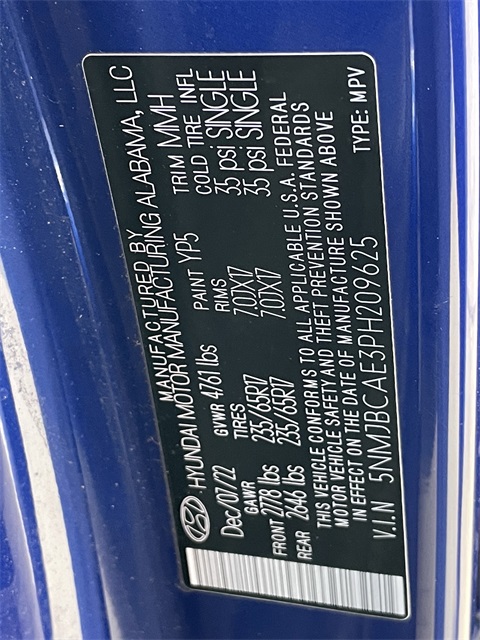 MANUFACTURED BY
HYUNDAI MOTOR MANUFACTURING ALABAMA, LLC
Dec/07/22 GVWR 4761 lbs PAINT YP5 TRIM MMH
GAWR TIRES RIMS COLD TIRE INFL
FRONT 2778 lbs 235/65R17 7.0JX17 35 psi SINGLE
REAR 2646 lbs 235/65R17 7.0JX17 35 psi SINGLE
THIS VEHICLE CONFORMS TO ALL APPLICABLE U.S.A. FEDERAL
MOTOR VEHICLE SAFETY AND THEFT PREVENTION STANDARDS
IN EFFECT ON THE DATE OF MANUFACTURE SHOWN ABOVE
V.I.N 5NMJBCAE3PH209625 TYPE: MPV